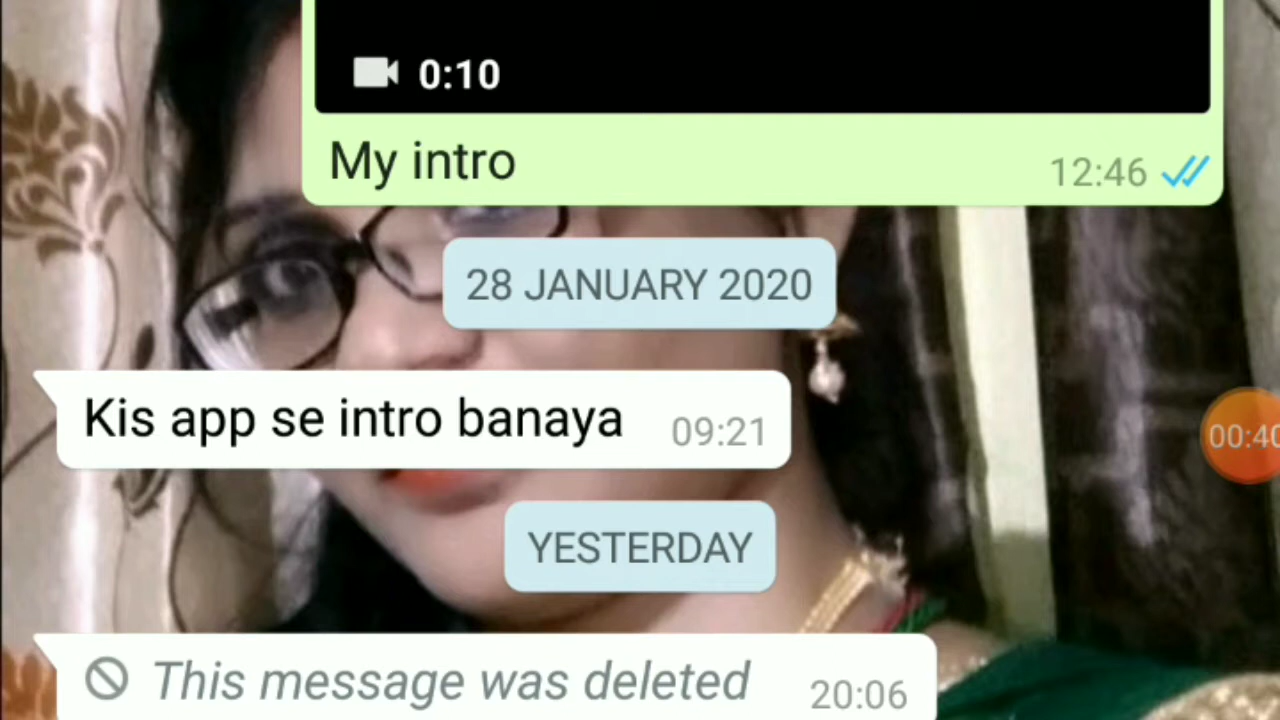 0:10
My intro
12:46
28 JANUARY 2020
Kis app se intro banaya 09:21
YESTERDAY
This message was deleted 20:06
00:40